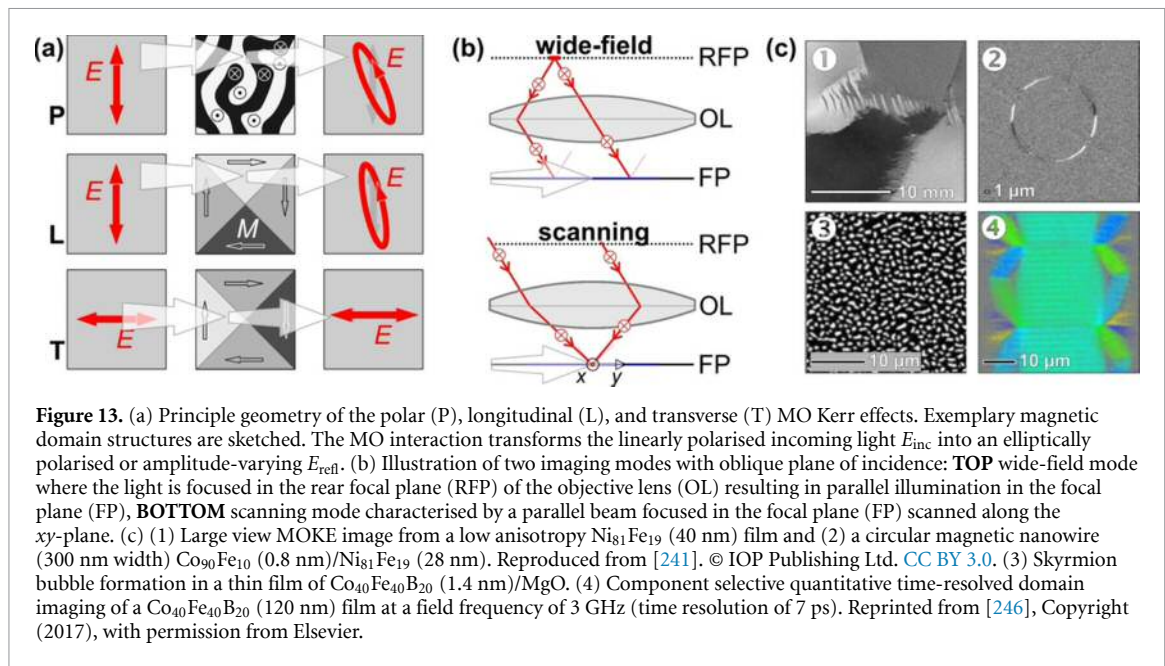 (a)
E
E
P
E
E
L
M
E
E
T
(b)
wide-field
RFP
OL
FP
scanning
RFP
OL
FP
x y
(c)
1
10 mm
2
1 µm
3
10 µm
4
10 µm
Figure 13. (a) Principle geometry of the polar (P), longitudinal (L), and transverse (T) MO Kerr effects. Exemplary magnetic
domain structures are sketched. The MO interaction transforms the linearly polarised incoming light Einc into an elliptically
polarised or amplitude-varying Erefl. (b) Illustration of two imaging modes with oblique plane of incidence: TOP wide-field mode
where the light is focused in the rear focal plane (RFP) of the objective lens (OL) resulting in parallel illumination in the focal
plane (FP), BOTTOM scanning mode characterised by a parallel beam focused in the focal plane (FP) scanned along the
xy-plane. (c) (1) Large view MOKE image from a low anisotropy Ni81Fe19 (40 nm) film and (2) a circular magnetic nanowire
(300 nm width) Co90Fe10 (0.8 nm)/Ni81Fe19 (28 nm). Reproduced from [241]. © IOP Publishing Ltd. CC BY 3.0. (3) Skyrmion
bubble formation in a thin film of Co40Fe40B20 (1.4 nm)/MgO. (4) Component selective quantitative time-resolved domain
imaging of a Co40Fe40B20 (120 nm) film at a field frequency of 3 GHz (time resolution of 7 ps). Reprinted from [246], Copyright
(2017), with permission from Elsevier.